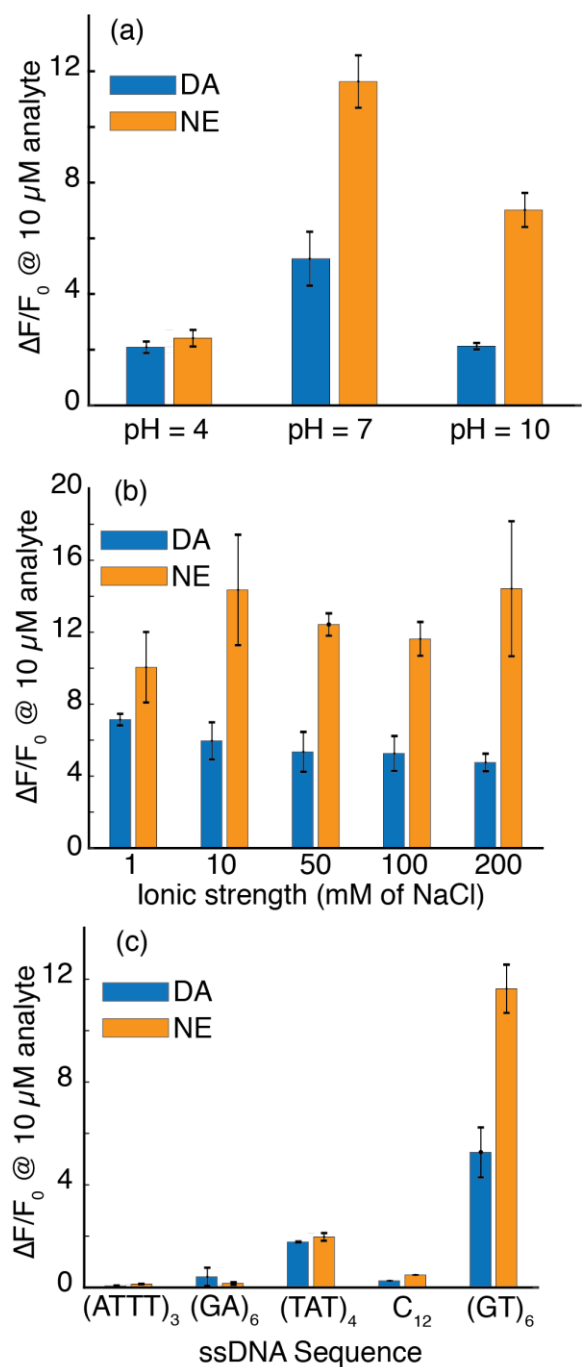 (a)
DA
NE
12
8
4
0
ΔF/F₀ @ 10 µM analyte
pH = 4 pH = 7 pH = 10
(b)
DA
NE
20
16
12
8
4
0
ΔF/F₀ @ 10 µM analyte
1 10 50 100 200
Ionic strength (mM of NaCl)
(c)
DA
NE
12
8
4
0
ΔF/F₀ @ 10 µM analyte
(ATTT)₃ (GA)₆ (TAT)₄ C₁₂ (GT)₆
ssDNA Sequence